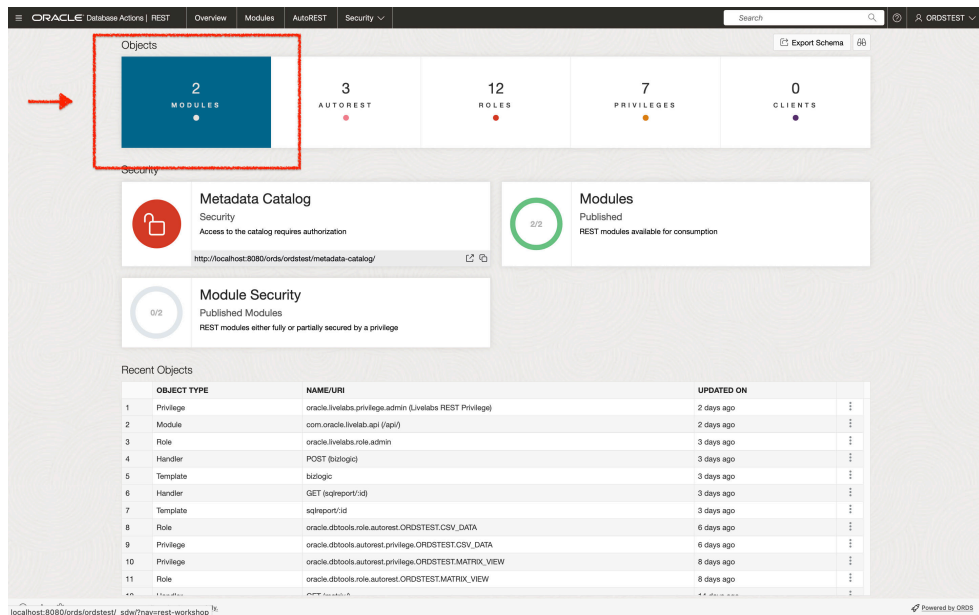 ORACLE Database Actions | REST Overview Modules AutoREST Security Search ORDSTEST
Objects Export Schema
2 3 12 7 0
MODULES AUTOREST ROLES PRIVILEGES CLIENTS
Security
Metadata Catalog
Security
Access to the catalog requires authorization
http://localhost:8080/ords/ordstest/metadata-catalog/
2/2
Modules
Published
REST modules available for consumption
0/2
Module Security
Published Modules
REST modules either fully or partially secured by a privilege
Recent Objects
OBJECT TYPE NAME/URI UPDATED ON
1 Privilege oracle.livelabs.privilege.admin (Livelabs REST Privilege) 2 days ago
2 Module com.oracle.livelab.api (/api/) 2 days ago
3 Role oracle.livelabs.role.admin 3 days ago
4 Handler POST (bizlogic) 3 days ago
5 Template bizlogic 3 days ago
6 Handler GET (sqlreport/:id) 3 days ago
7 Template sqlreport/:id 3 days ago
8 Role oracle.dbtools.role.autorest.ORDSTEST.CSV_DATA 6 days ago
9 Privilege oracle.dbtools.autorest.privilege.ORDSTEST.CSV_DATA 6 days ago
10 Privilege oracle.dbtools.autorest.privilege.ORDSTEST.MATRIX_VIEW 6 days ago
11 Role oracle.dbtools.role.autorest.ORDSTEST.MATRIX_VIEW 6 days ago
localhost:8080/ords/ordstest/_sdw/?nav=rest-workshop Powered by ORDS